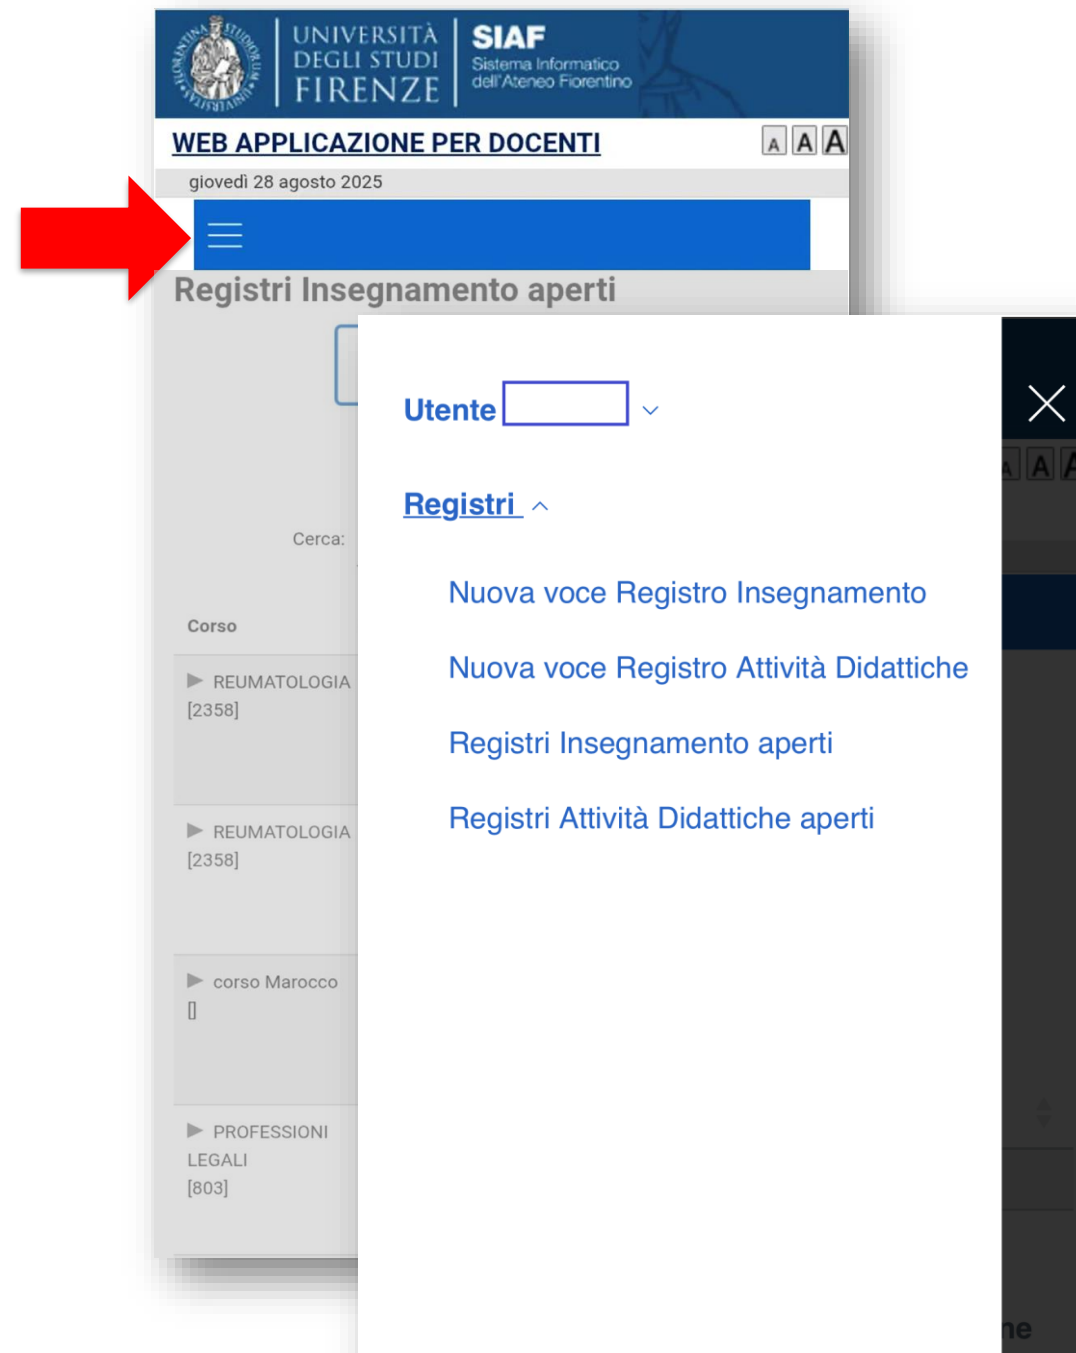 UNIVERSITÀ
DEGLI STUDI
FIRENZE
SIAF
Sistema Informatico
dell'Ateneo Fiorentino
WEB APPLICAZIONE PER DOCENTI
A A A
giovedì 28 agosto 2025
Registri Insegnamento aperti
Cerca:
Corso
REUMATOLOGIA
[2358]
REUMATOLOGIA
[2358]
corso Marocco
[]
PROFESSIONI
LEGALI
[803]
Utente
Registri
Nuova voce Registro Insegnamento
Nuova voce Registro Attività Didattiche
Registri Insegnamento aperti
Registri Attività Didattiche aperti
A A A